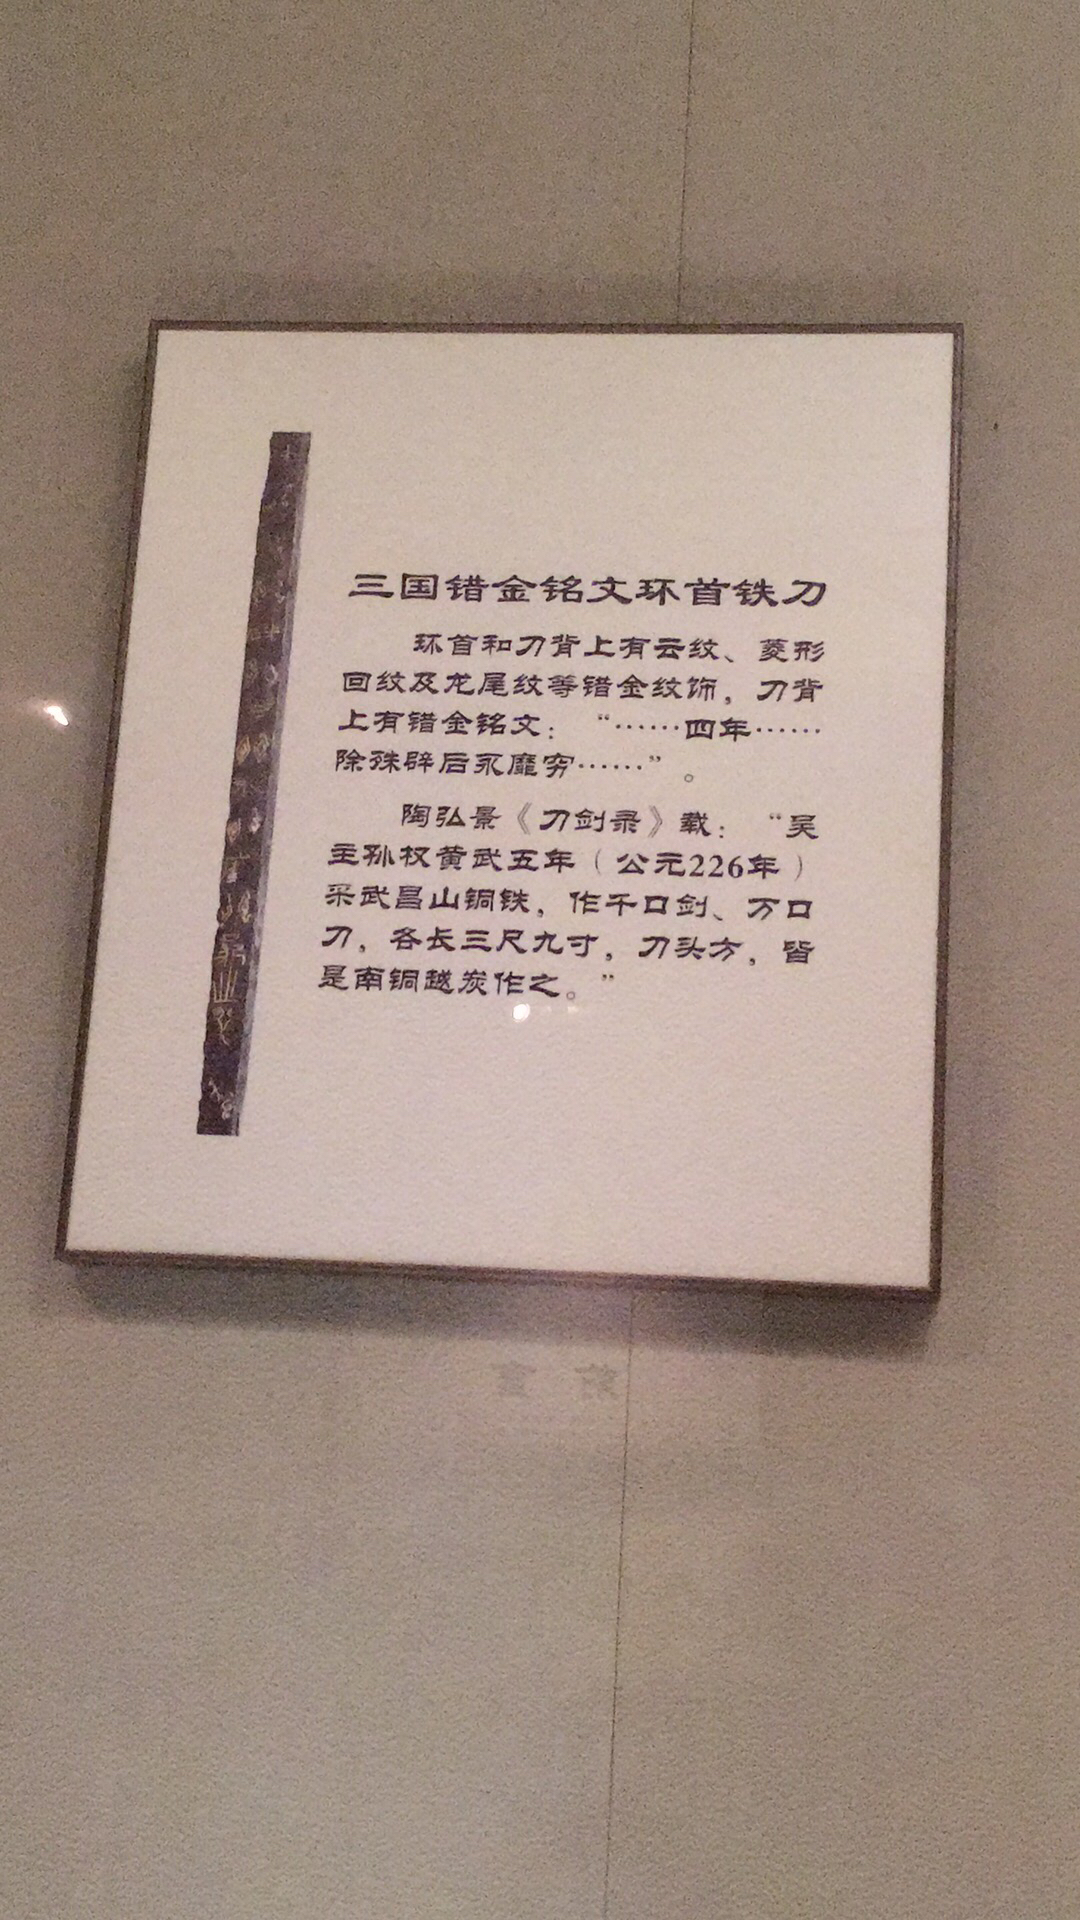 三国错金铭文环首铁刀
环首和刀背上有云纹、菱形
回纹及龙尾纹等错金纹饰，刀背
上有错金铭文：“……四年……
除殊辟后永靡穷……”。
陶弘景《刀剑录》载：“吴
主孙权黄武五年（公元226年）
采武昌山铜铁，作千口剑、万口
刀，各长三尺九寸，刀头方，皆
是南铜越炭作之。”